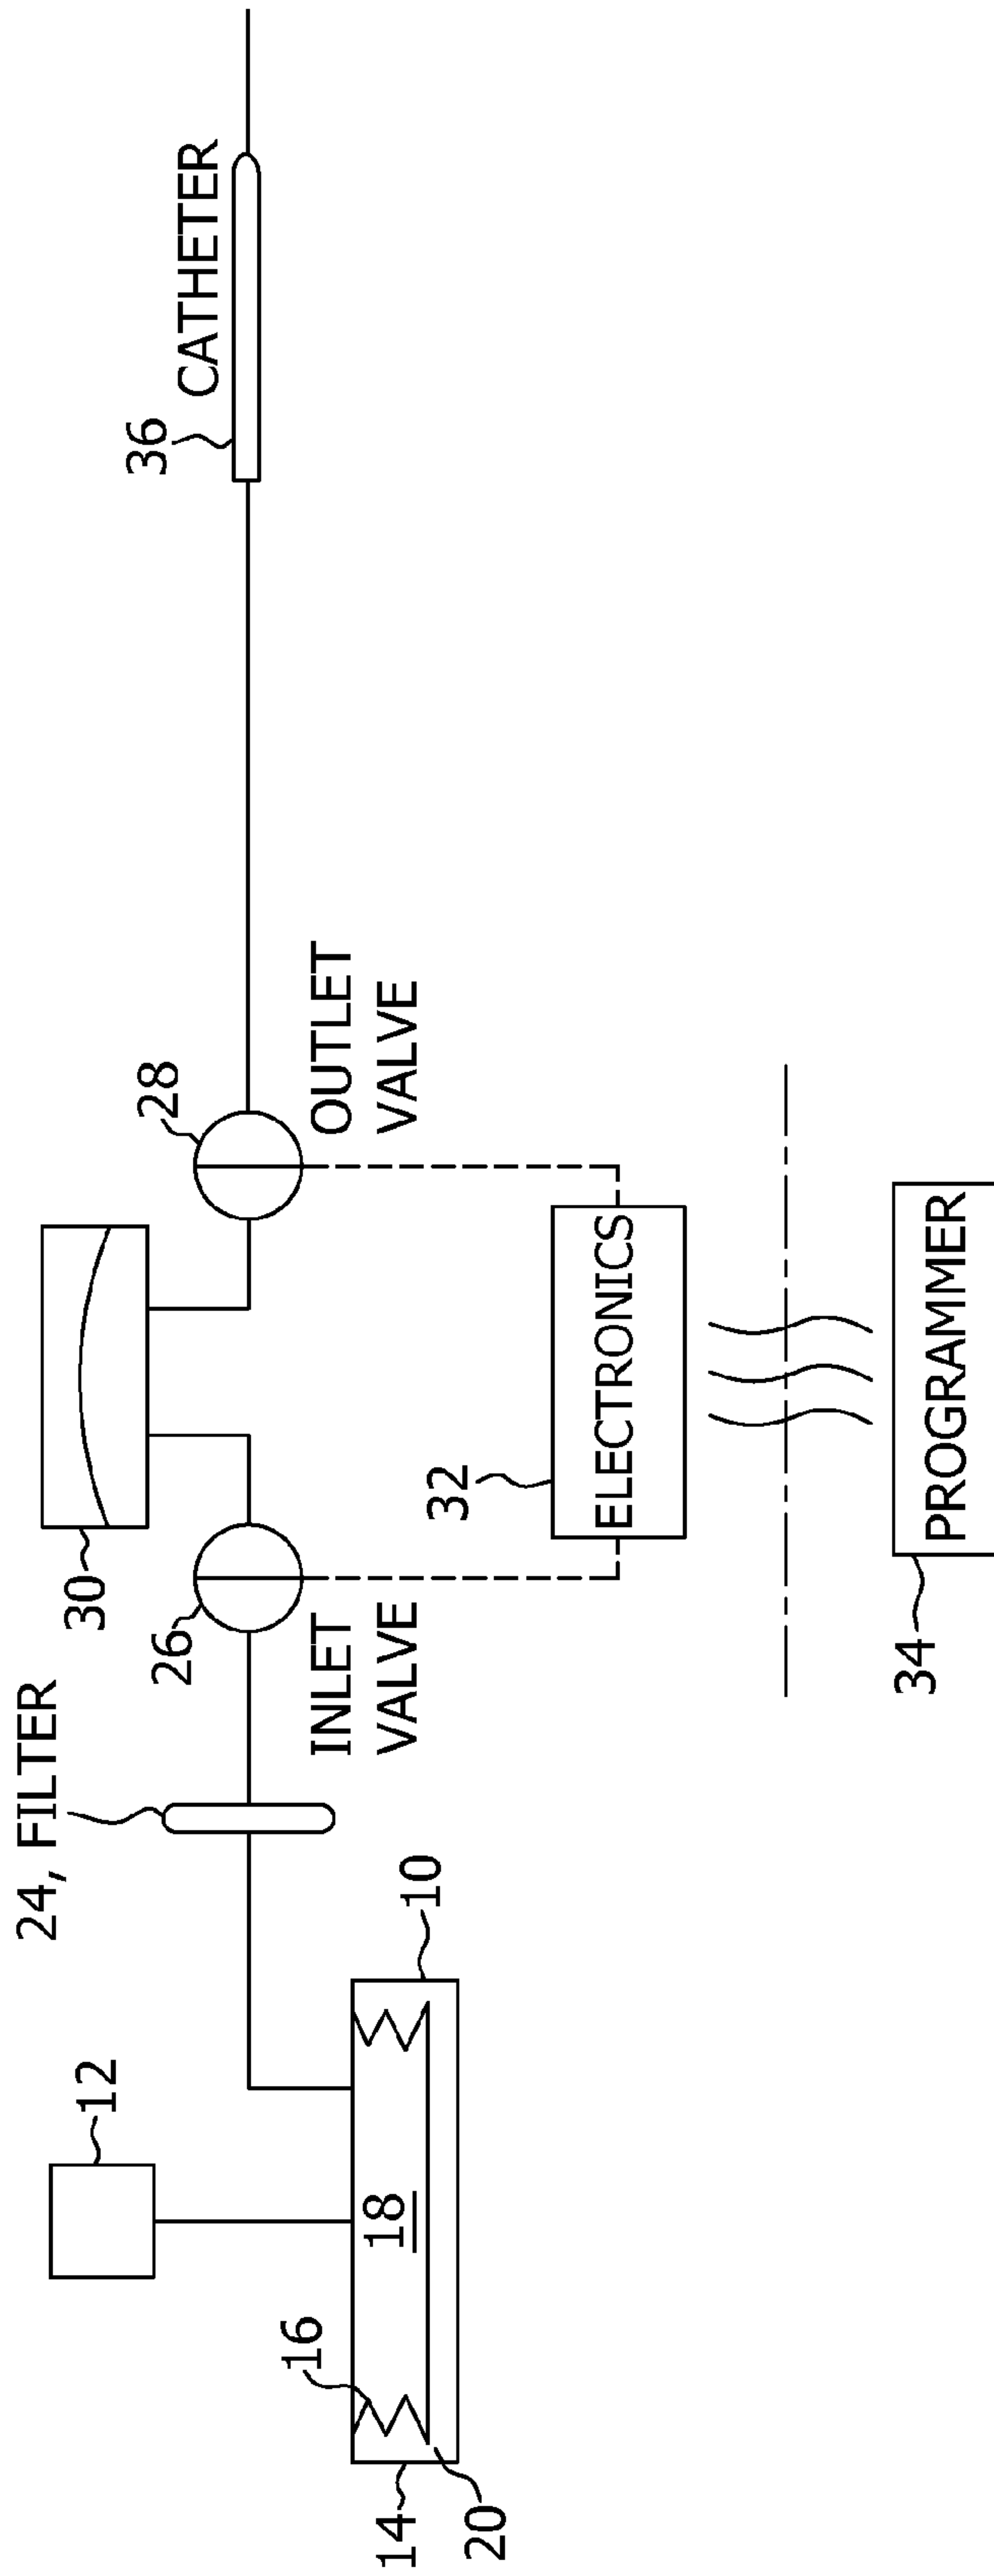 24, FILTER
30
28
36
CATHETER
12
26
INLET
VALVE
OUTLET
VALVE
16
18
10
14
20
32
ELECTRONICS
34
PROGRAMMER